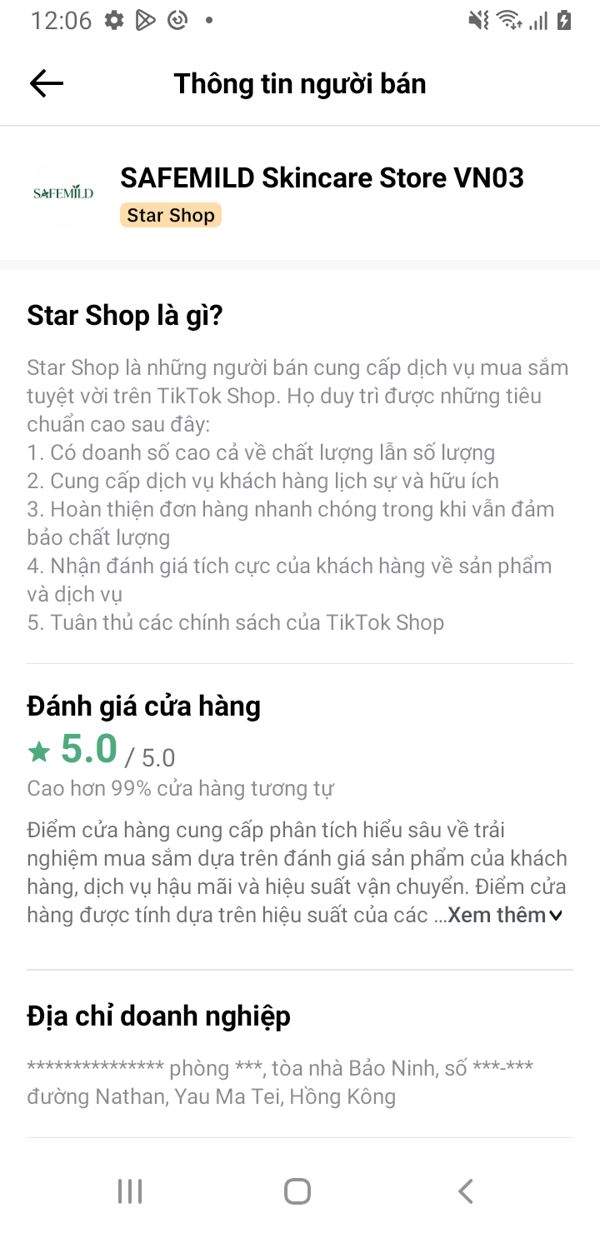 12:06
Thông tin người bán
SAFEMILD
SAFEMILD Skincare Store VN03
Star Shop
Star Shop là gì?
Star Shop là những người bán cung cấp dịch vụ mua sắm
tuyệt vời trên TikTok Shop. Họ duy trì được những tiêu
chuẩn cao sau đây:
1. Có doanh số cao cả về chất lượng lẫn số lượng
2. Cung cấp dịch vụ khách hàng lịch sự và hữu ích
3. Hoàn thiện đơn hàng nhanh chóng trong khi vẫn đảm
bảo chất lượng
4. Nhận đánh giá tích cực của khách hàng về sản phẩm
và dịch vụ
5. Tuân thủ các chính sách của TikTok Shop
Đánh giá cửa hàng
5.0 / 5.0
Cao hơn 99% cửa hàng tương tự
Điểm cửa hàng cung cấp phân tích hiểu sâu về trải
nghiệm mua sắm dựa trên đánh giá sản phẩm của khách
hàng, dịch vụ hậu mãi và hiệu suất vận chuyển. Điểm cửa
hàng được tính dựa trên hiệu suất của các ...Xem thêm
Địa chỉ doanh nghiệp
*************** phòng ***, tòa nhà Bảo Ninh, số ***-***
đường Nathan, Yau Ma Tei, Hồng Kông